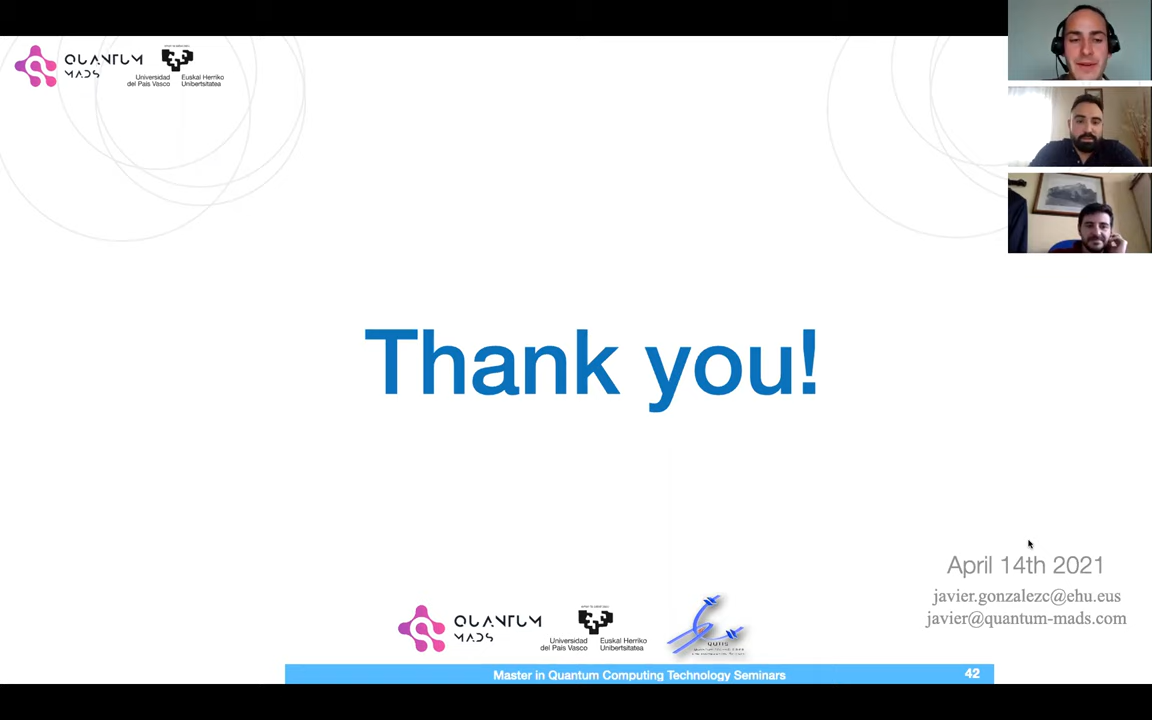 QUANTUM
MADS
Universidad
del País Vasco
Euskal Herriko
Unibertsitatea
Thank you!
April 14th 2021
javier.gonzalezc@ehu.eus
javier@quantum-mads.com
QUANTUM
MADS
Universidad
del País Vasco
Euskal Herriko
Unibertsitatea
QUTIS
Master in Quantum Computing Technology Seminars
42